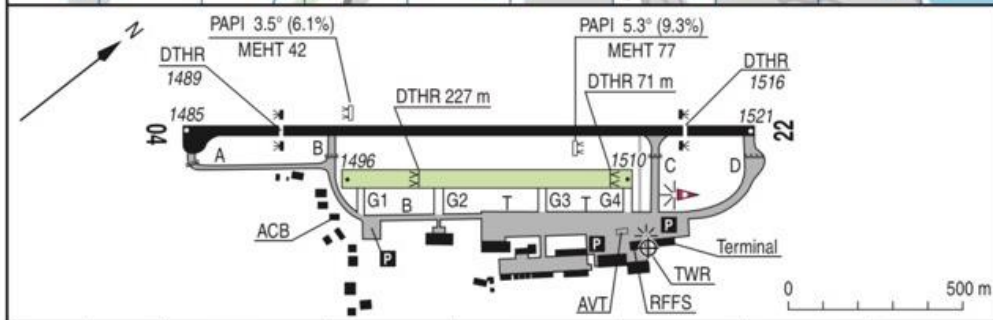 N
PAPI 3.5° (6.1%)
MEHT 42
PAPI 5.3° (9.3%)
MEHT 77
DTHR
1489
DTHR 227 m
DTHR 71 m
DTHR
1516
1485
1521
04
22
A
B
1496
1510
C
D
G1
B
G2
T
G3
T
G4
ACB
P
P
P
Terminal
TWR
AVT
RFFS
0
500 m